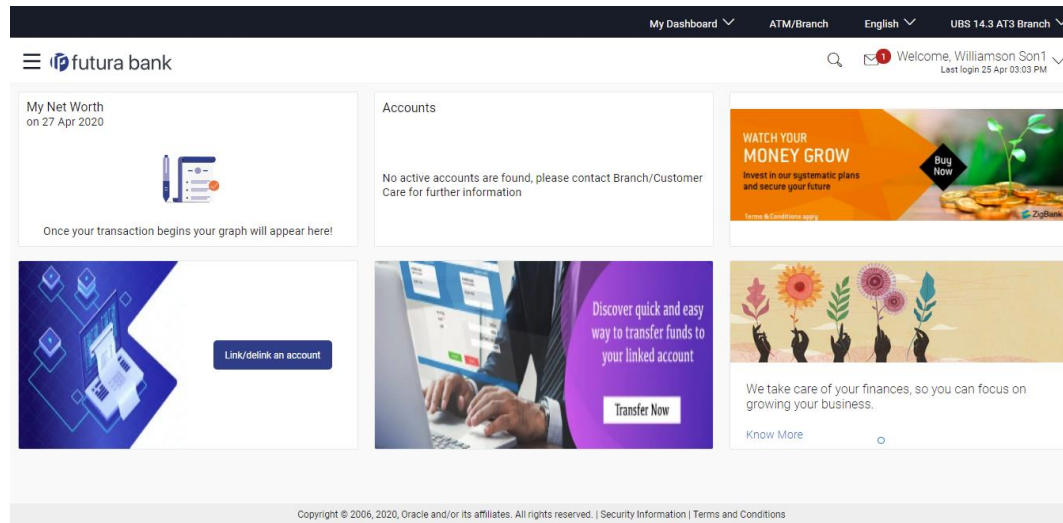 My Dashboard ATM/Branch English UBS 14.3 AT3 Branch
futura bank
1
Welcome, Williamson Son1
Last login 25 Apr 03:03 PM
My Net Worth
on 27 Apr 2020
Once your transaction begins your graph will appear here!
Accounts
No active accounts are found, please contact Branch/Customer
Care for further information
WATCH YOUR
MONEY GROW
Invest in our systematic plans
and secure your future
Terms & Conditions apply
Buy
Now
ZigBank
Link/delink an account
Discover quick and easy
way to transfer funds to
your linked account
Transfer Now
We take care of your finances, so you can focus on
growing your business.
Know More
Copyright © 2006, 2020, Oracle and/or its affiliates. All rights reserved. | Security Information | Terms and Conditions